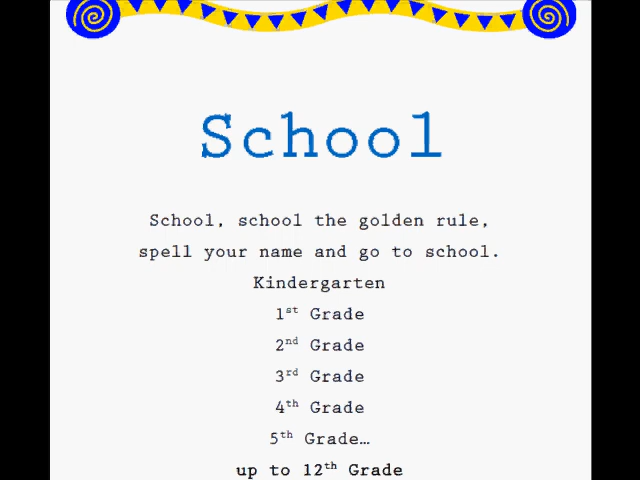 School
School, school the golden rule,
spell your name and go to school.
Kindergarten
1st Grade
2nd Grade
3rd Grade
4th Grade
5th Grade…
up to 12th Grade